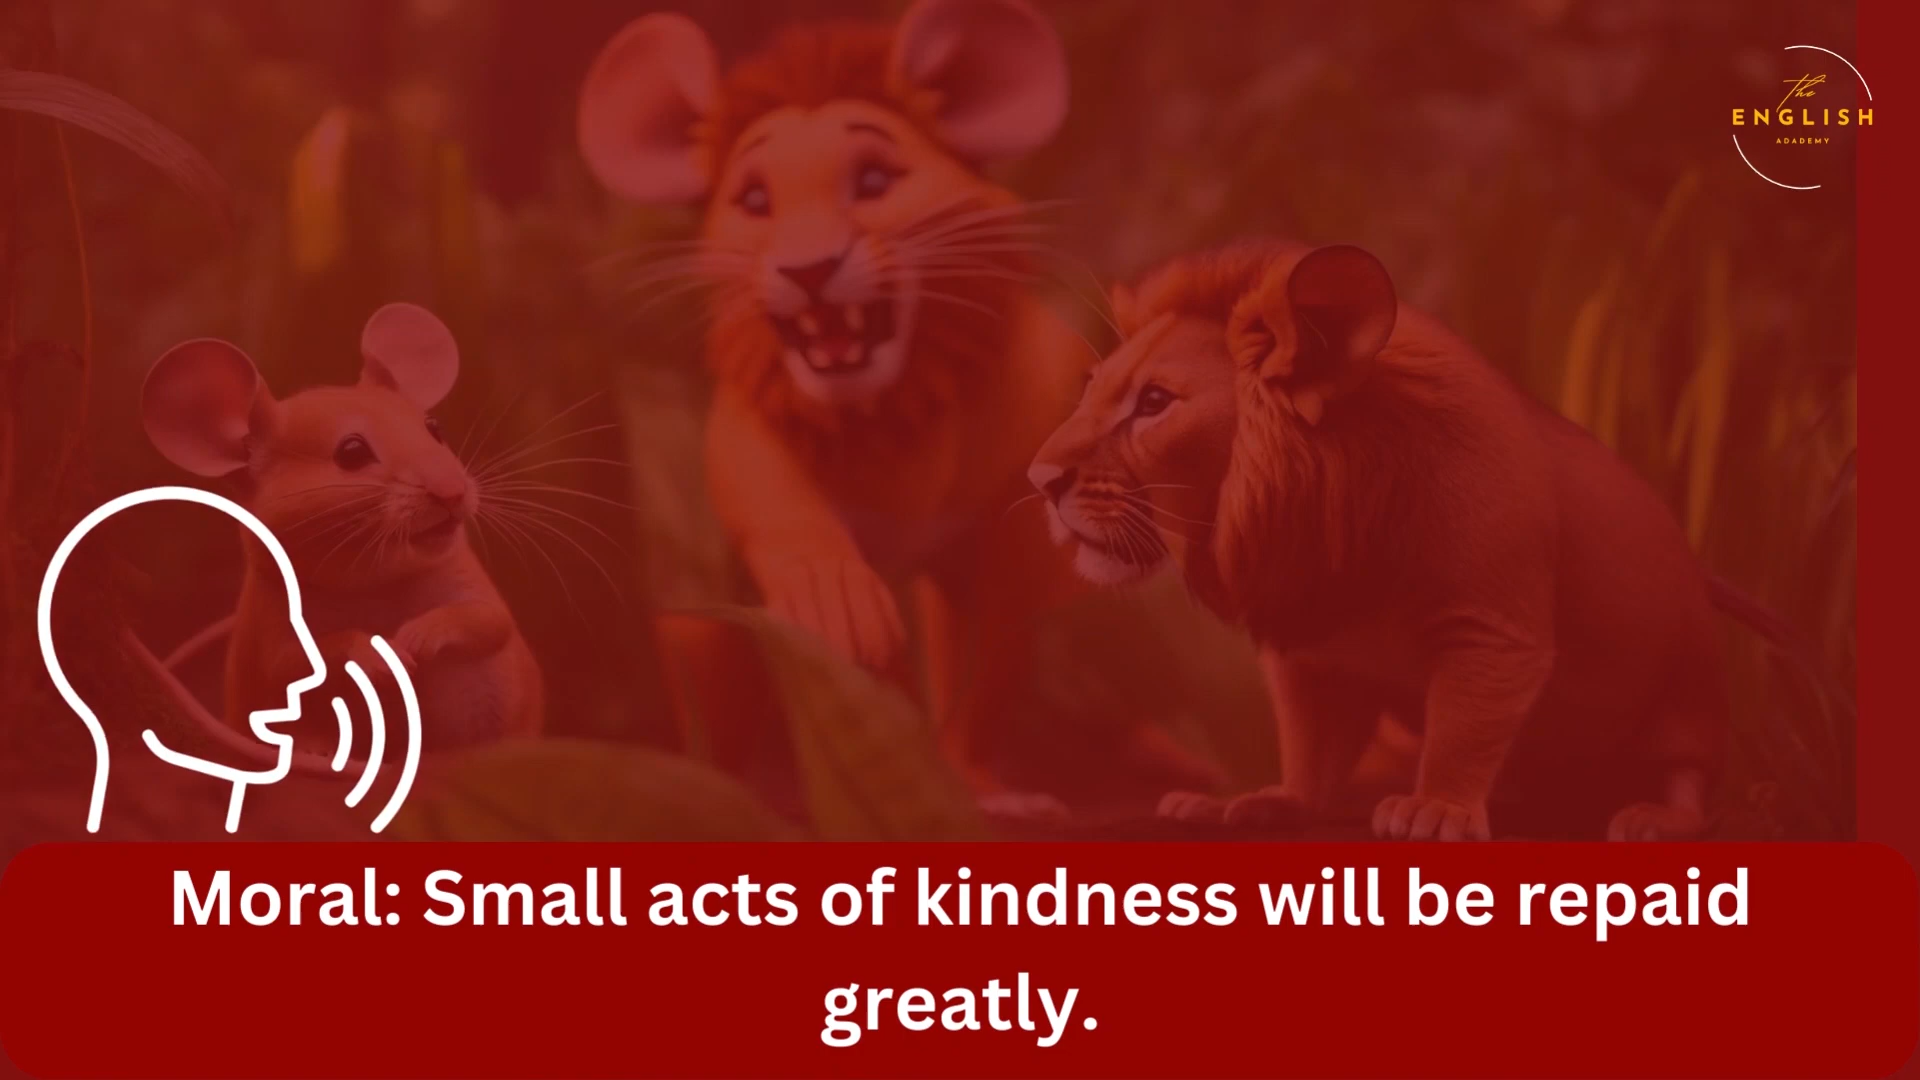 the
ENGLISH
ADADEMY
Moral: Small acts of kindness will be repaid
greatly.